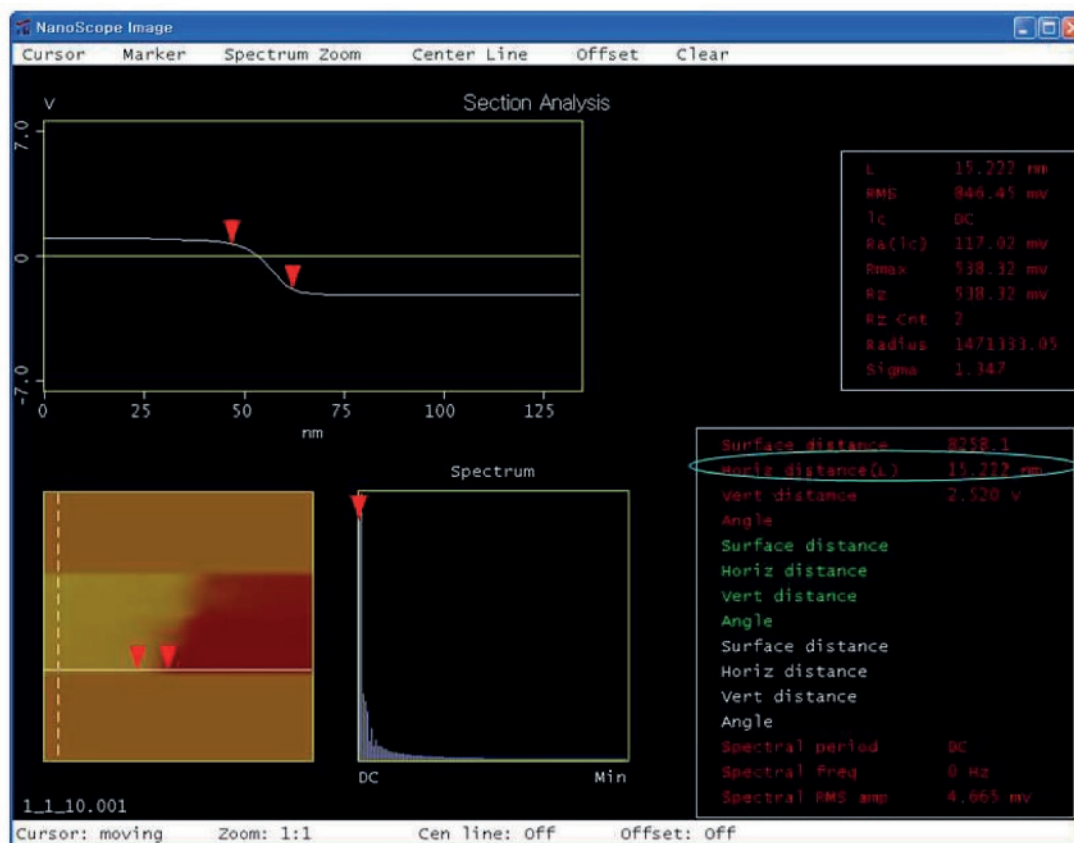 NanoScope Image
Cursor Marker Spectrum Zoom Center Line Offset Clear
V
Section Analysis
7.0
0
-7.0
0 25 50 75 100 125
nm
L 15.222 nm
RMS 846.45 mv
lc DC
Ra(lc) 117.02 mv
Rmax 538.32 mv
Rz 538.32 mv
Rz Cnt 2
Radius
Sigma 1.347
Surface distance 8258.1
Horiz distance(L) 15.222 nm
Vert distance 2.520 v
Angle
Surface distance
Horiz distance
Vert distance
Angle
Surface distance
Horiz distance
Vert distance
Angle
Spectral period DC
Spectral freq 0 Hz
Spectral RMS amp 4.665 mv
Spectrum
DC Min
1_1_10.001
Cursor: moving Zoom: 1:1 Cen line: Off Offset: Off